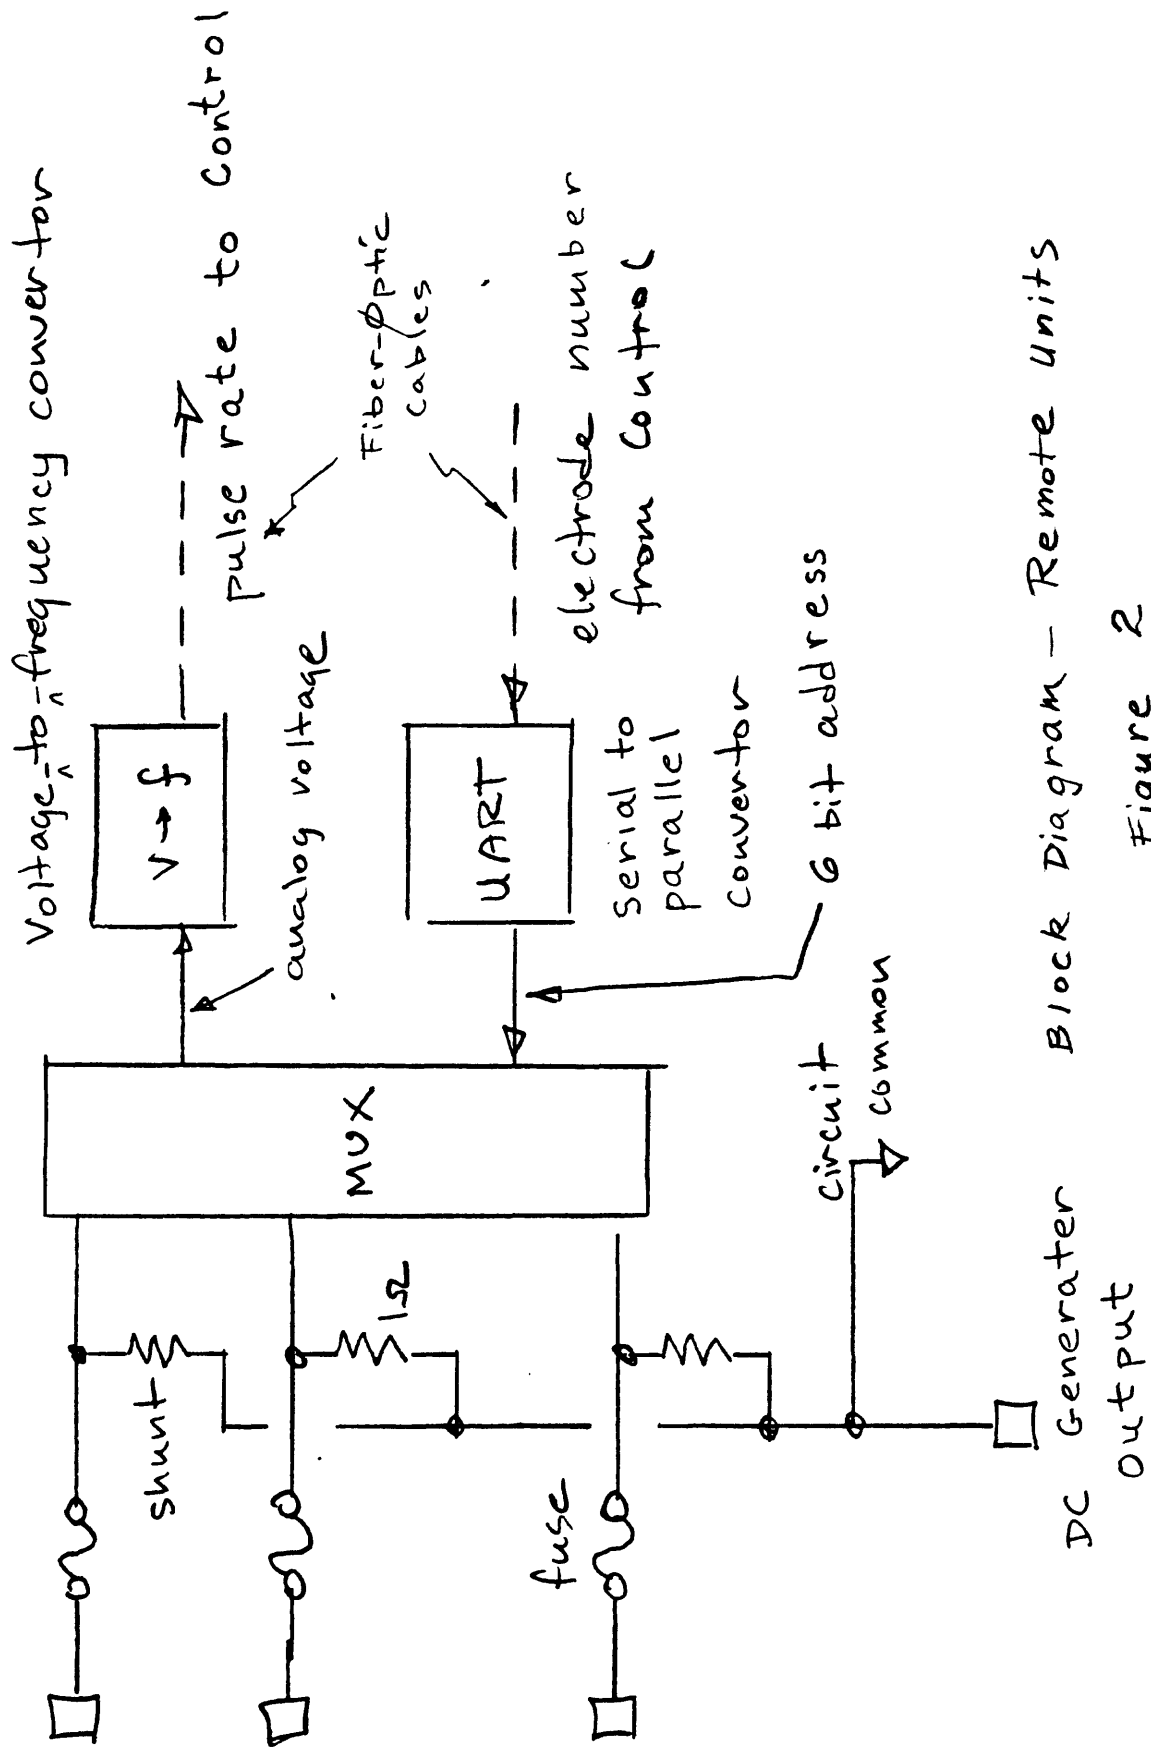 Voltage-to-frequency convertor
V→f
pulse rate to control
analog voltage
Fiber-Optic
cables
MUX
UART
electrode number
from control
serial to
parallel
convertor
6 bit address
shunt
1Ω
fuse
circuit
common
DC Generater
output
Block Diagram - Remote Units
Figure 2